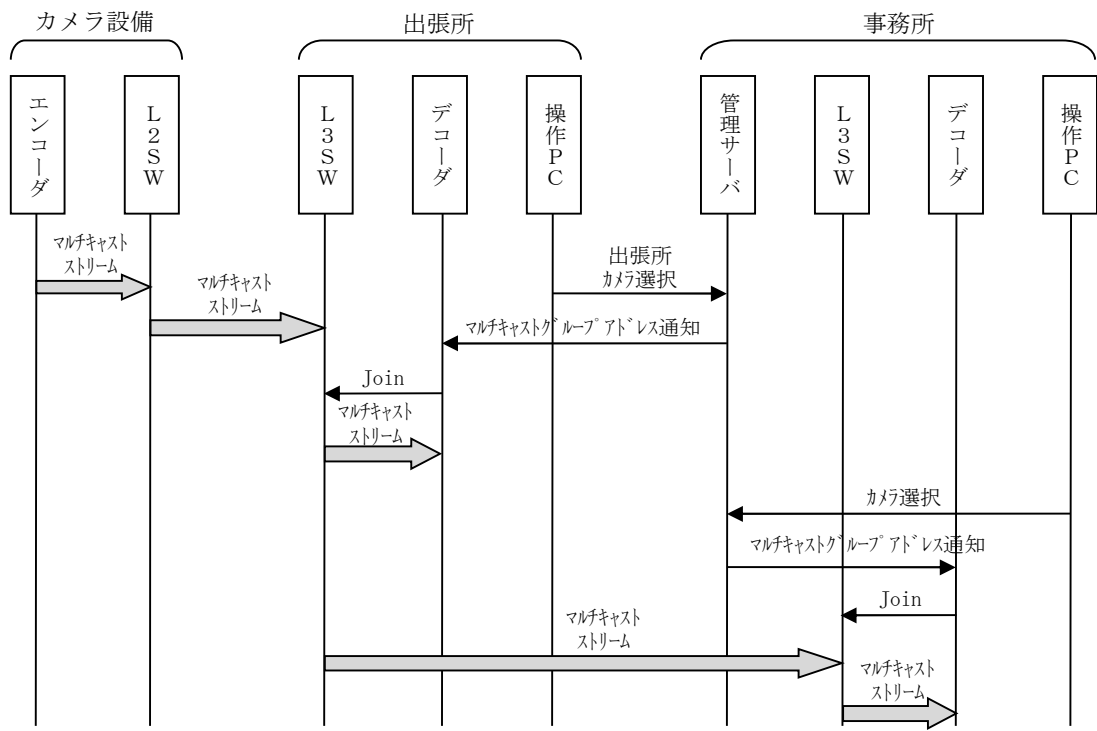 カメラ設備
出張所
事務所
エンコーダ
L2SW
L3SW
デコーダ
操作PC
管理サーバ
L3SW
デコーダ
操作PC
マルチキャスト
ストリーム
マルチキャスト
ストリーム
出張所
カメラ選択
マルチキャストグループアドレス通知
Join
マルチキャスト
ストリーム
カメラ選択
マルチキャストグループアドレス通知
Join
マルチキャスト
ストリーム
マルチキャスト
ストリーム